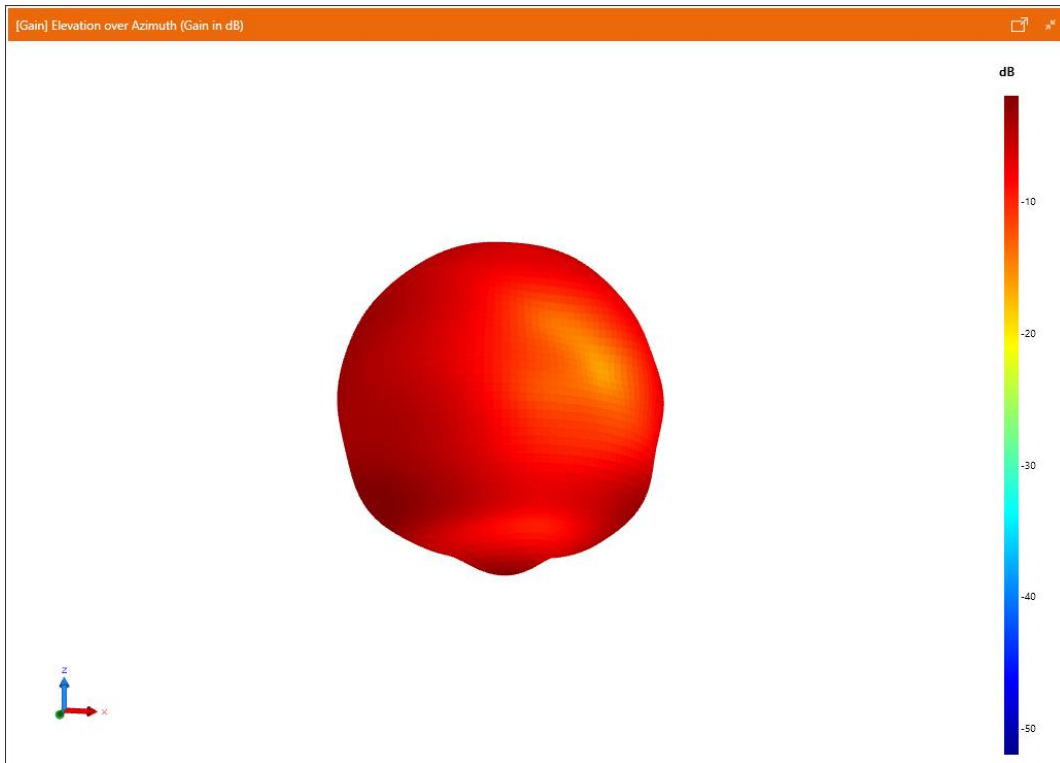 [Gain] Elevation over Azimuth (Gain in dB)
dB
-10
-20
-30
-40
-50
z
x